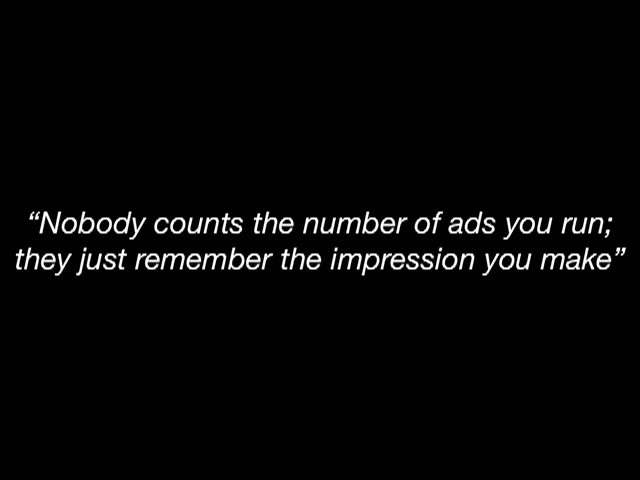 “Nobody counts the number of ads you run;
they just remember the impression you make”